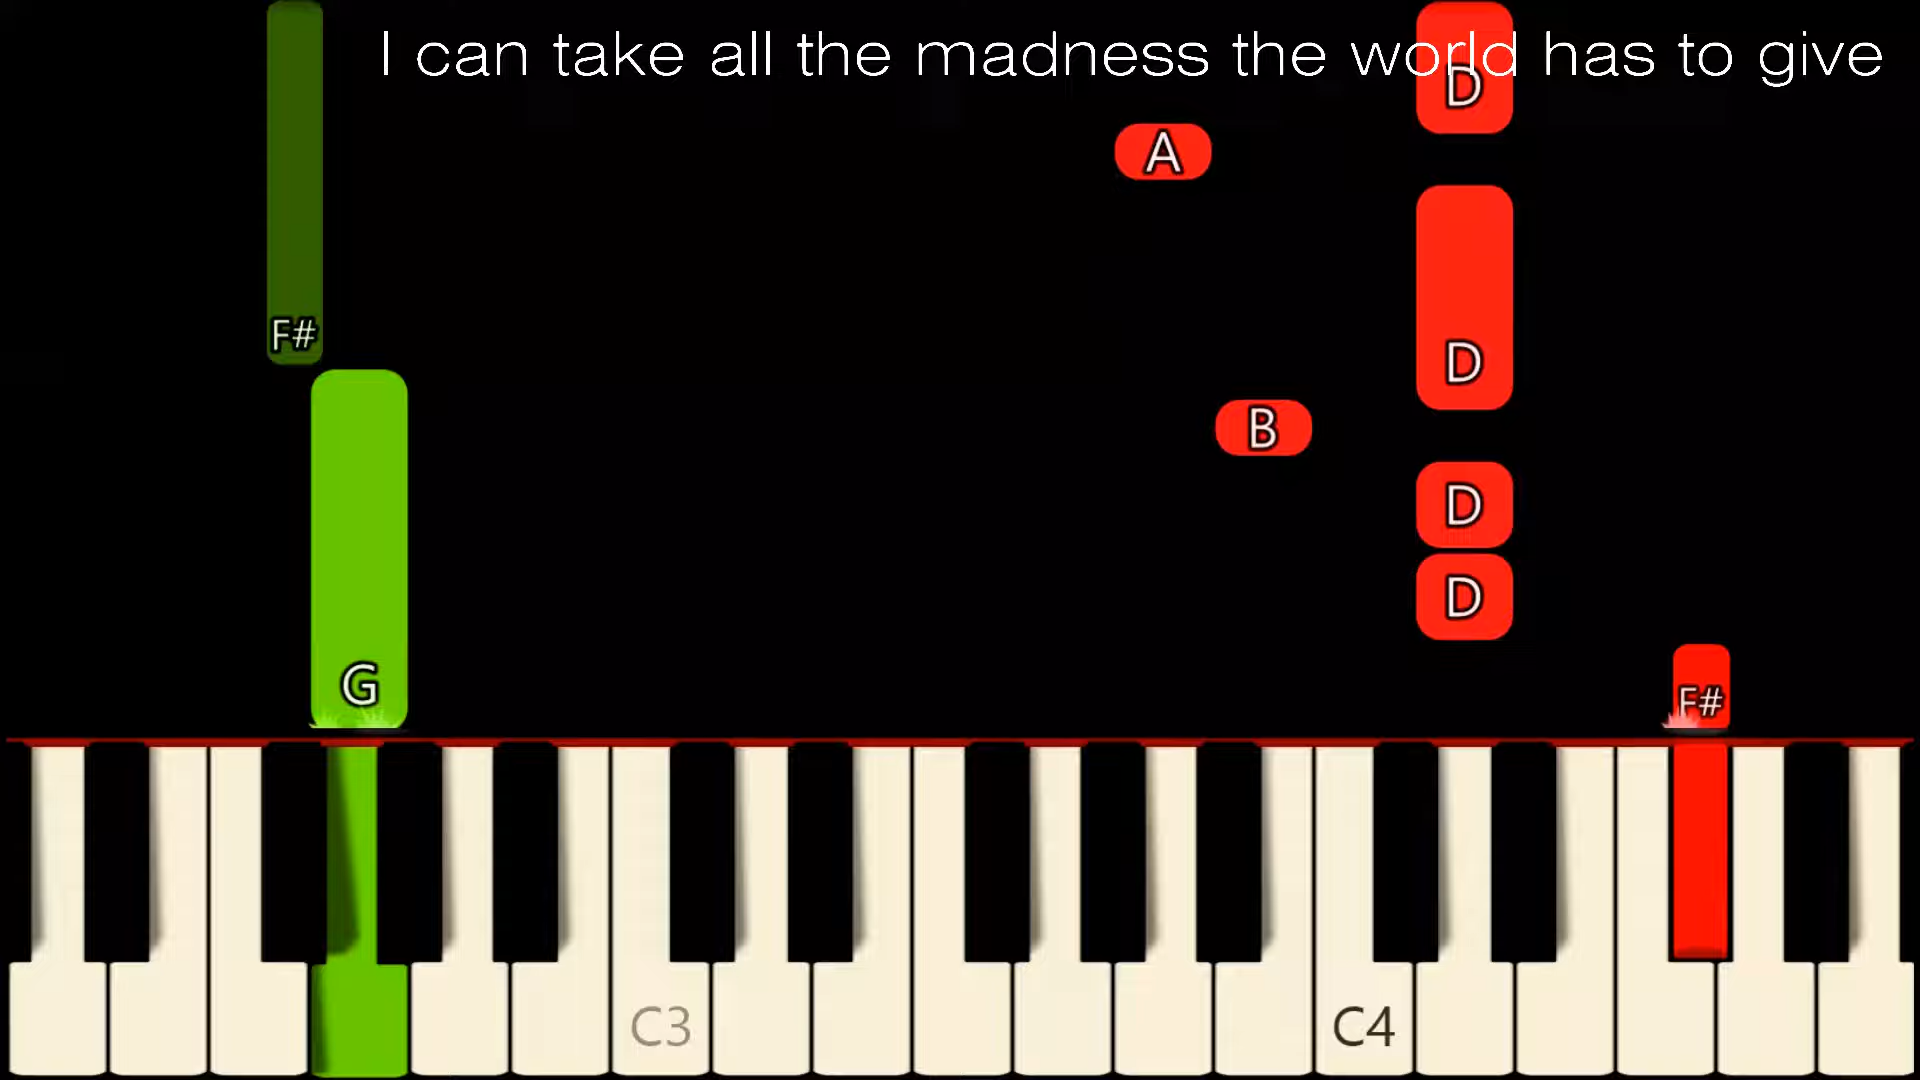 I can take all the madness the world has to give
D
A
F#
D
B
D
D
G
F#
C3
C4